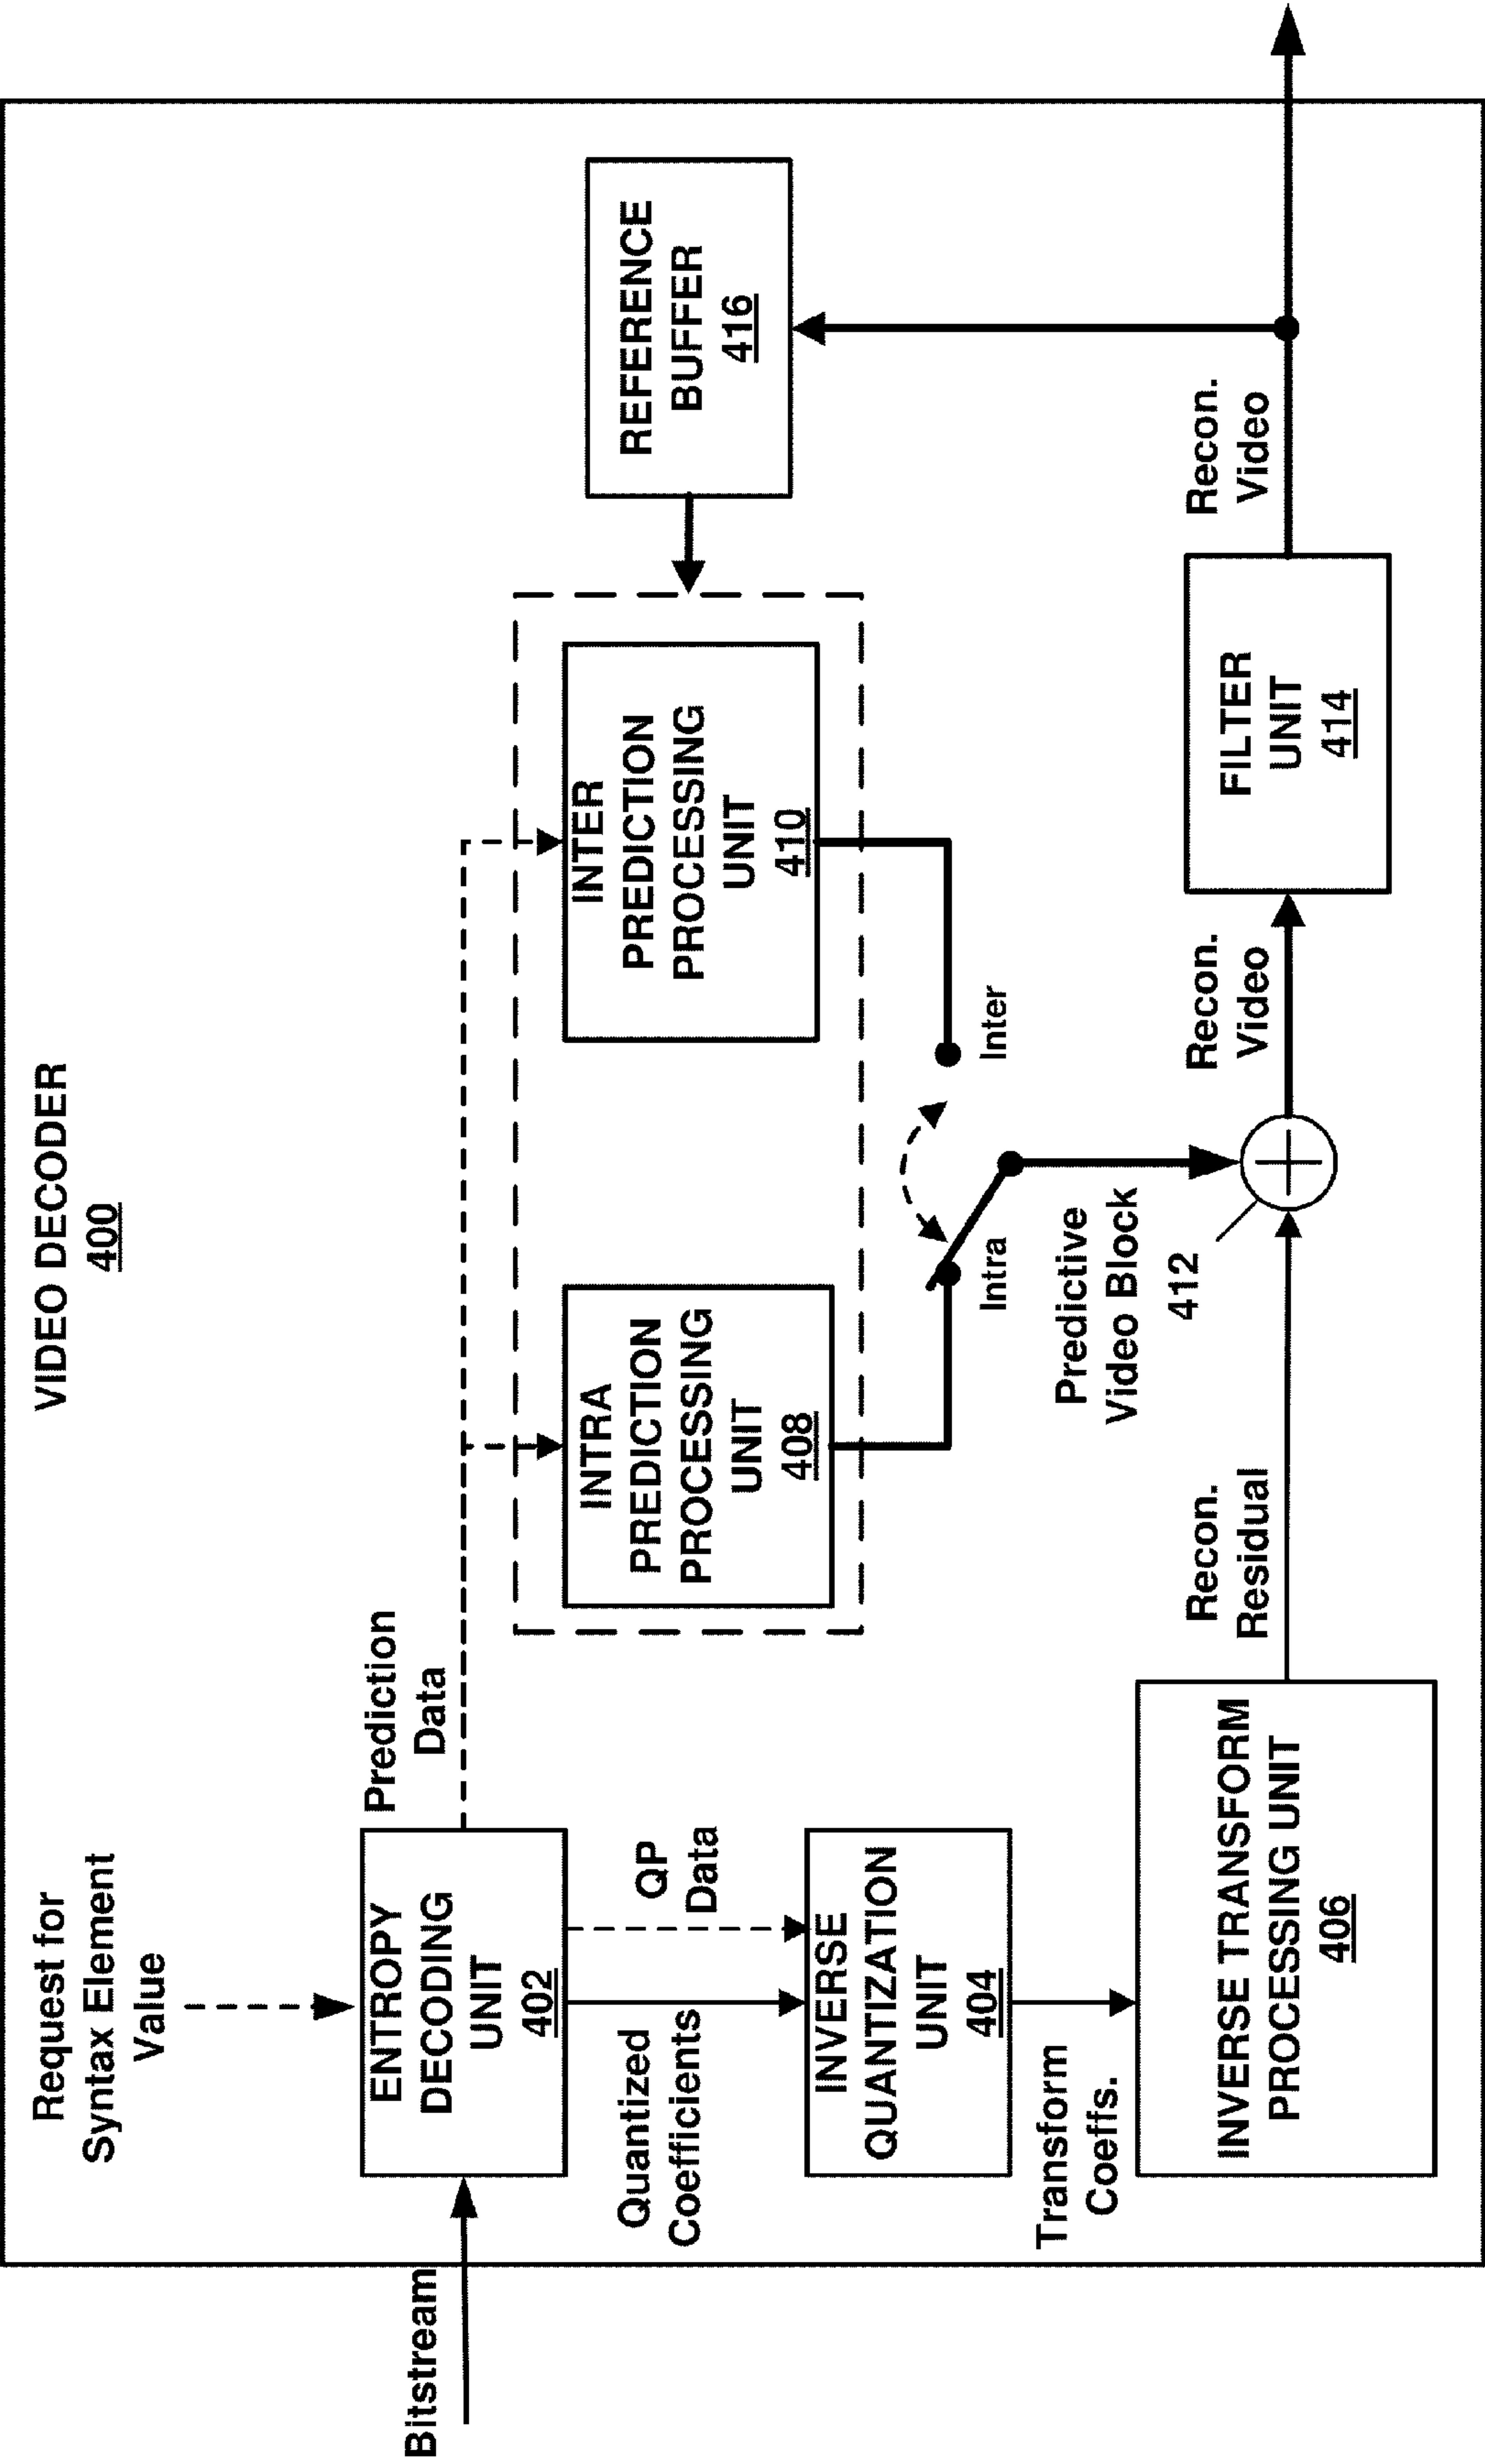 VIDEO DECODER
400
Request for
Syntax Element
Value
Bitstream
ENTROPY
DECODING
UNIT
402
Prediction
Data
Quantized
Coefficients
QP
Data
INVERSE
QUANTIZATION
UNIT
404
Transform
Coeffs.
INVERSE TRANSFORM
PROCESSING UNIT
406
Recon.
Residual
INTRA
PREDICTION
PROCESSING
UNIT
408
INTER
PREDICTION
PROCESSING
UNIT
410
REFERENCE
BUFFER
416
Intra
Inter
Predictive
Video Block
412
Recon.
Video
FILTER
UNIT
414
Recon.
Video